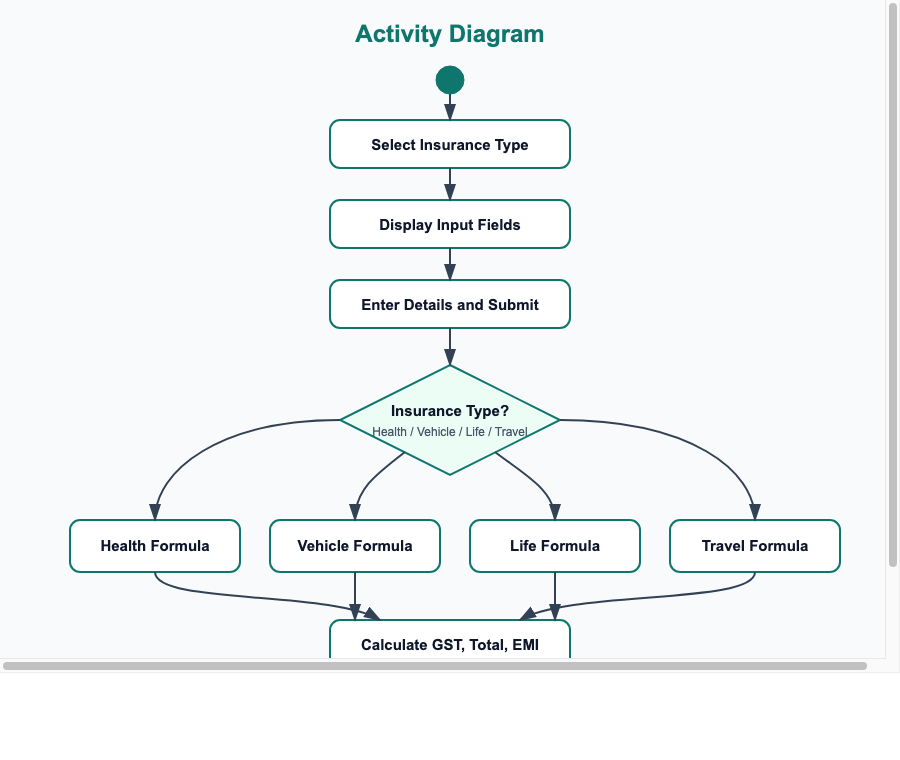 Activity Diagram
Select Insurance Type
Display Input Fields
Enter Details and Submit
Insurance Type?
Health / Vehicle / Life / Travel
Health Formula
Vehicle Formula
Life Formula
Travel Formula
Calculate GST, Total, EMI